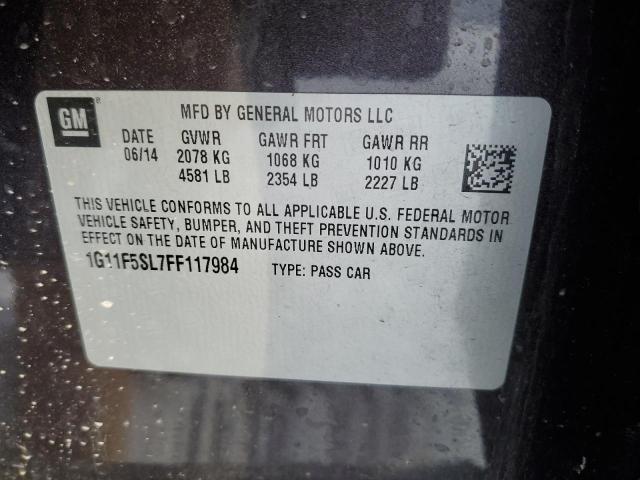 GM®
MFD BY GENERAL MOTORS LLC
DATE GVWR GAWR FRT GAWR RR
06/14 2078 KG 1068 KG 1010 KG
4581 LB 2354 LB 2227 LB
THIS VEHICLE CONFORMS TO ALL APPLICABLE U.S. FEDERAL MOTOR
VEHICLE SAFETY, BUMPER, AND THEFT PREVENTION STANDARDS IN
EFFECT ON THE DATE OF MANUFACTURE SHOWN ABOVE.
1G11F5SL7FF117984 TYPE: PASS CAR